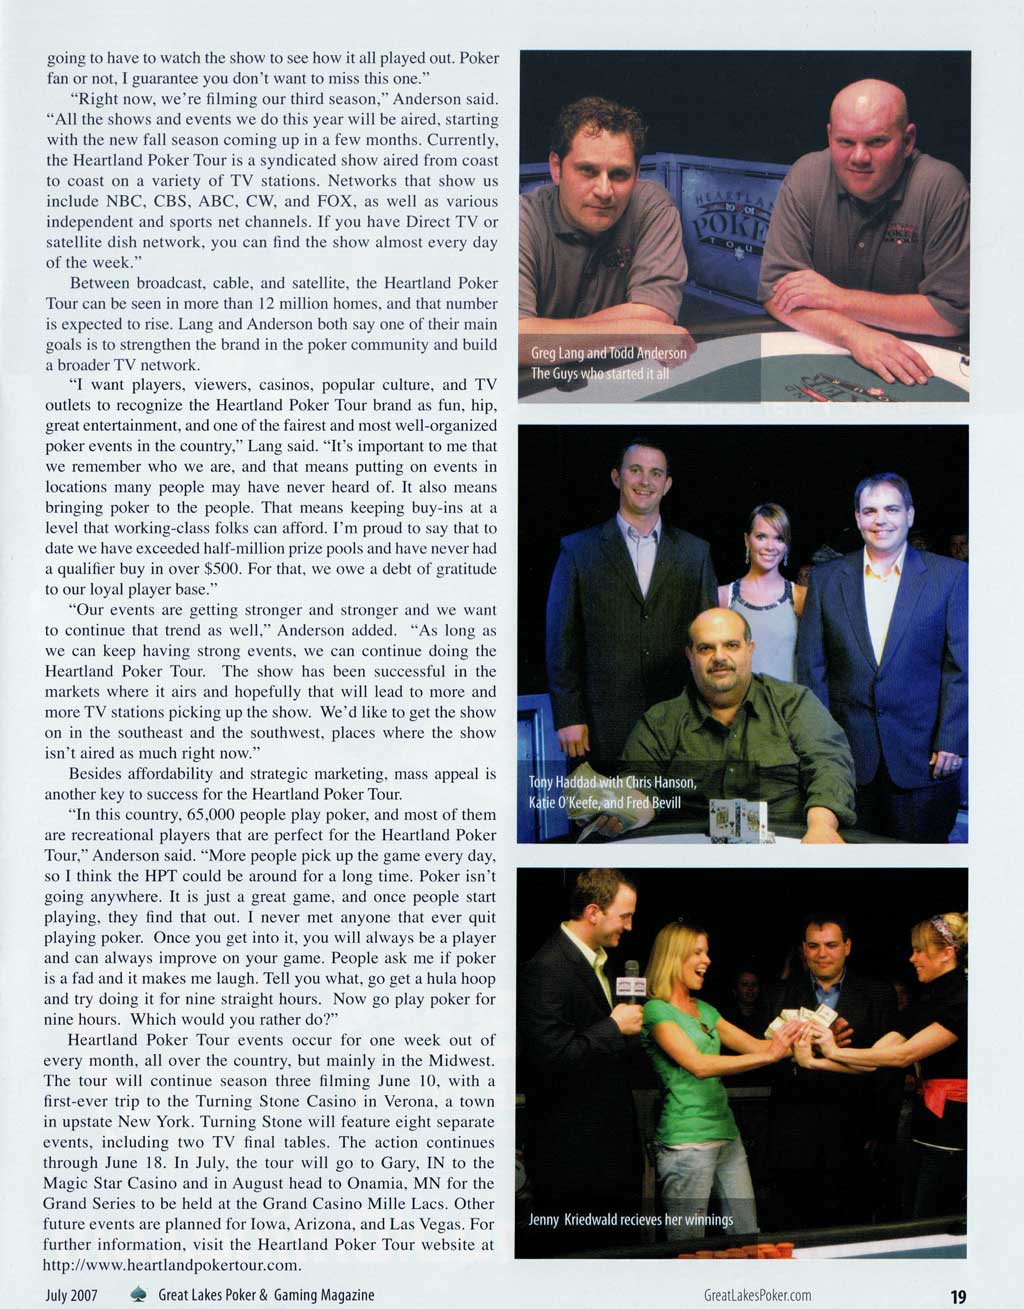 going to have to watch the show to see how it all played out. Poker
fan or not, I guarantee you don't want to miss this one."
"Right now, we're filming our third season," Anderson said.
"All the shows and events we do this year will be aired, starting
with the new fall season coming up in a few months. Currently,
the Heartland Poker Tour is a syndicated show aired from coast
to coast on a variety of TV stations. Networks that show us
include NBC, CBS, ABC, CW, and FOX, as well as various
independent and sports net channels. If you have Direct TV or
satellite dish network, you can find the show almost every day
of the week."
Between broadcast, cable, and satellite, the Heartland Poker
Tour can be seen in more than 12 million homes, and that number
is expected to rise. Lang and Anderson both say one of their main
goals is to strengthen the brand in the poker community and build
a broader TV network.
"I want players, viewers, casinos, popular culture, and TV
outlets to recognize the Heartland Poker Tour brand as fun, hip,
great entertainment, and one of the fairest and most well-organized
poker events in the country," Lang said. "It's important to me that
we remember who we are, and that means putting on events in
locations many people may have never heard of. It also means
bringing poker to the people. That means keeping buy-ins at a
level that working-class folks can afford. I'm proud to say that to
date we have exceeded half-million prize pools and have never had
a qualifier buy in over $500. For that, we owe a debt of gratitude
to our loyal player base."
"Our events are getting stronger and stronger and we want
to continue that trend as well," Anderson added. "As long as
we can keep having strong events, we can continue doing the
Heartland Poker Tour. The show has been successful in the
markets where it airs and hopefully that will lead to more and
more TV stations picking up the show. We'd like to get the show
on in the southeast and the southwest, places where the show
isn't aired as much right now."
Besides affordability and strategic marketing, mass appeal is
another key to success for the Heartland Poker Tour.
"In this country, 65,000 people play poker, and most of them
are recreational players that are perfect for the Heartland Poker
Tour," Anderson said. "More people pick up the game every day,
so I think the HPT could be around for a long time. Poker isn't
going anywhere. It is just a great game, and once people start
playing, they find that out. I never met anyone that ever quit
playing poker. Once you get into it, you will always be a player
and can always improve on your game. People ask me if poker
is a fad and it makes me laugh. Tell you what, go get a hula hoop
and try doing it for nine straight hours. Now go play poker for
nine hours. Which would you rather do?"
Heartland Poker Tour events occur for one week out of
every month, all over the country, but mainly in the Midwest.
The tour will continue season three filming June 10, with a
first-ever trip to the Turning Stone Casino in Verona, a town
in upstate New York. Turning Stone will feature eight separate
events, including two TV final tables. The action continues
through June 18. In July, the tour will go to Gary, IN to the
Magic Star Casino and in August head to Onamia, MN for the
Grand Series to be held at the Grand Casino Mille Lacs. Other
future events are planned for Iowa, Arizona, and Las Vegas. For
further information, visit the Heartland Poker Tour website at
http://www.heartlandpokertour.com.
HEARTLAND
POKER
TOUR
Greg Lang and Todd Anderson
The Guys who started it all
Tony Haddad with Chris Hanson,
Katie O'Keefe, and Fred Bevill
Jenny Kriedwald recieves her winnings
July 2007 Great Lakes Poker & Gaming Magazine GreatLakesPoker.com 19